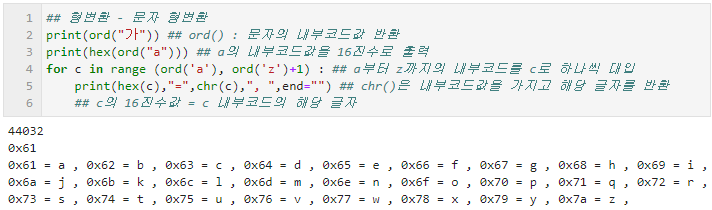 1 ## 형변환 - 문자 형변환
2 print(ord("가")) ## ord() : 문자의 내부코드값 반환
3 print(hex(ord("a"))) ## a의 내부코드값을 16진수로 출력
4 for c in range (ord('a'), ord('z')+1) : ## a부터 z까지의 내부코드를 c로 하나씩 대입
5     print(hex(c),"=",chr(c),", ",end="") ## chr()은 내부코드값을 가지고 해당 글자를 반환
6     ## c의 16진수값 = c 내부코드의 해당 글자
44032
0x61
0x61 = a , 0x62 = b , 0x63 = c , 0x64 = d , 0x65 = e , 0x66 = f , 0x67 = g , 0x68 = h , 0x69 = i ,
0x6a = j , 0x6b = k , 0x6c = l , 0x6d = m , 0x6e = n , 0x6f = o , 0x70 = p , 0x71 = q , 0x72 = r ,
0x73 = s , 0x74 = t , 0x75 = u , 0x76 = v , 0x77 = w , 0x78 = x , 0x79 = y , 0x7a = z ,